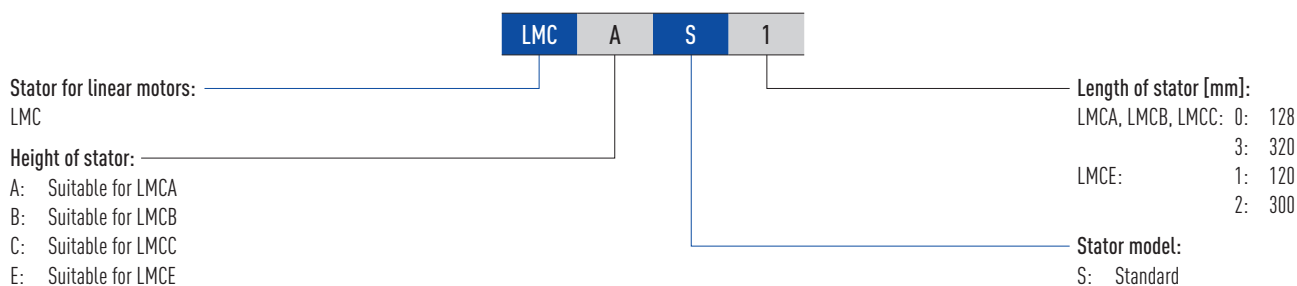 LMC A S 1
Stator for linear motors:
LMC
Height of stator:
A: Suitable for LMCA
B: Suitable for LMCB
C: Suitable for LMCC
E: Suitable for LMCE
Length of stator [mm]:
LMCA, LMCB, LMCC: 0: 128
3: 320
LMCE: 1: 120
2: 300
Stator model:
S: Standard